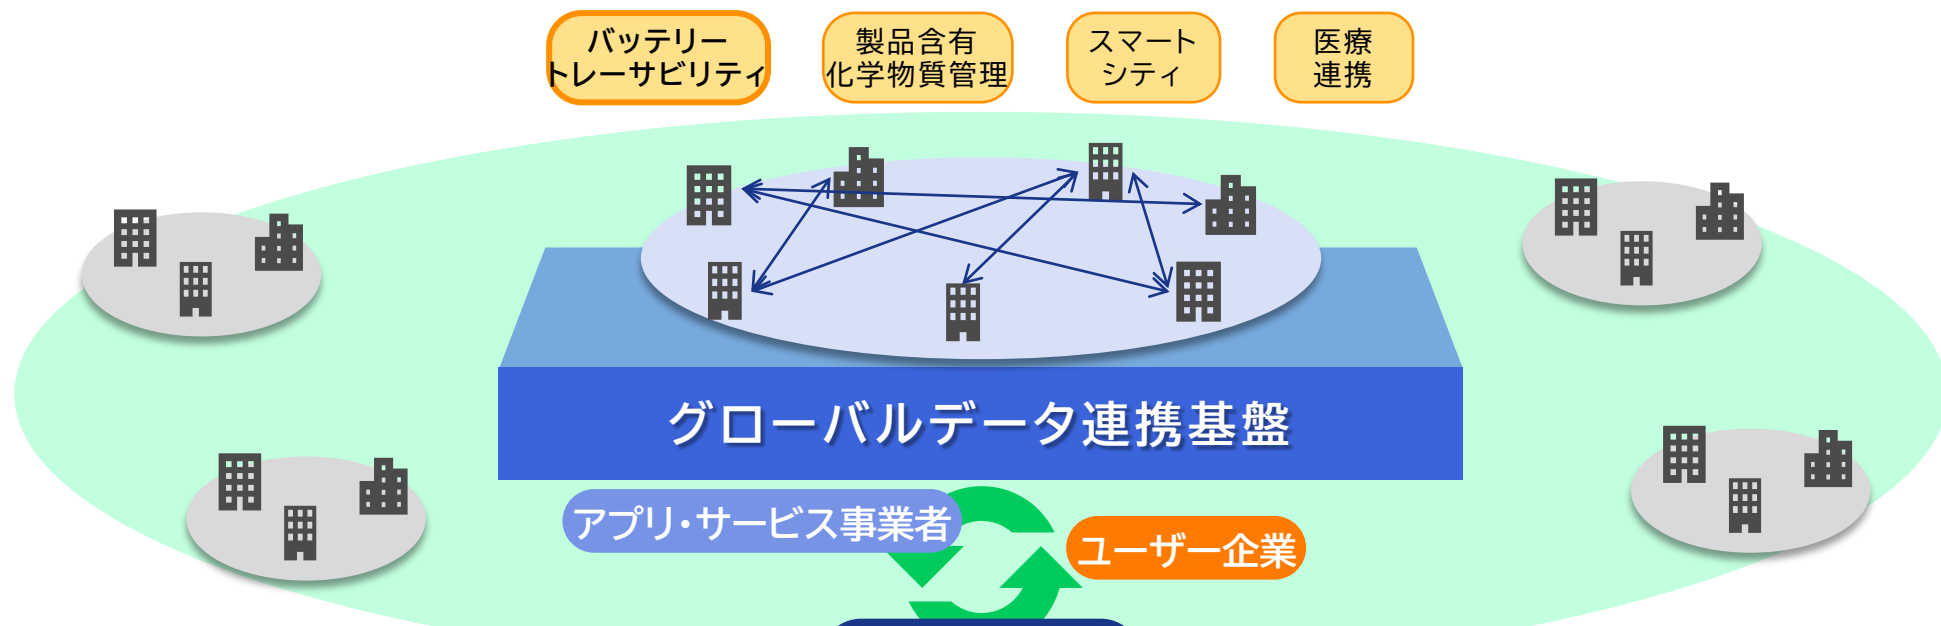 バッテリー
トレーサビリティ
製品含有
化学物質管理
スマート
シティ
医療
連携
グローバルデータ連携基盤
アプリ・サービス事業者
ユーザー企業